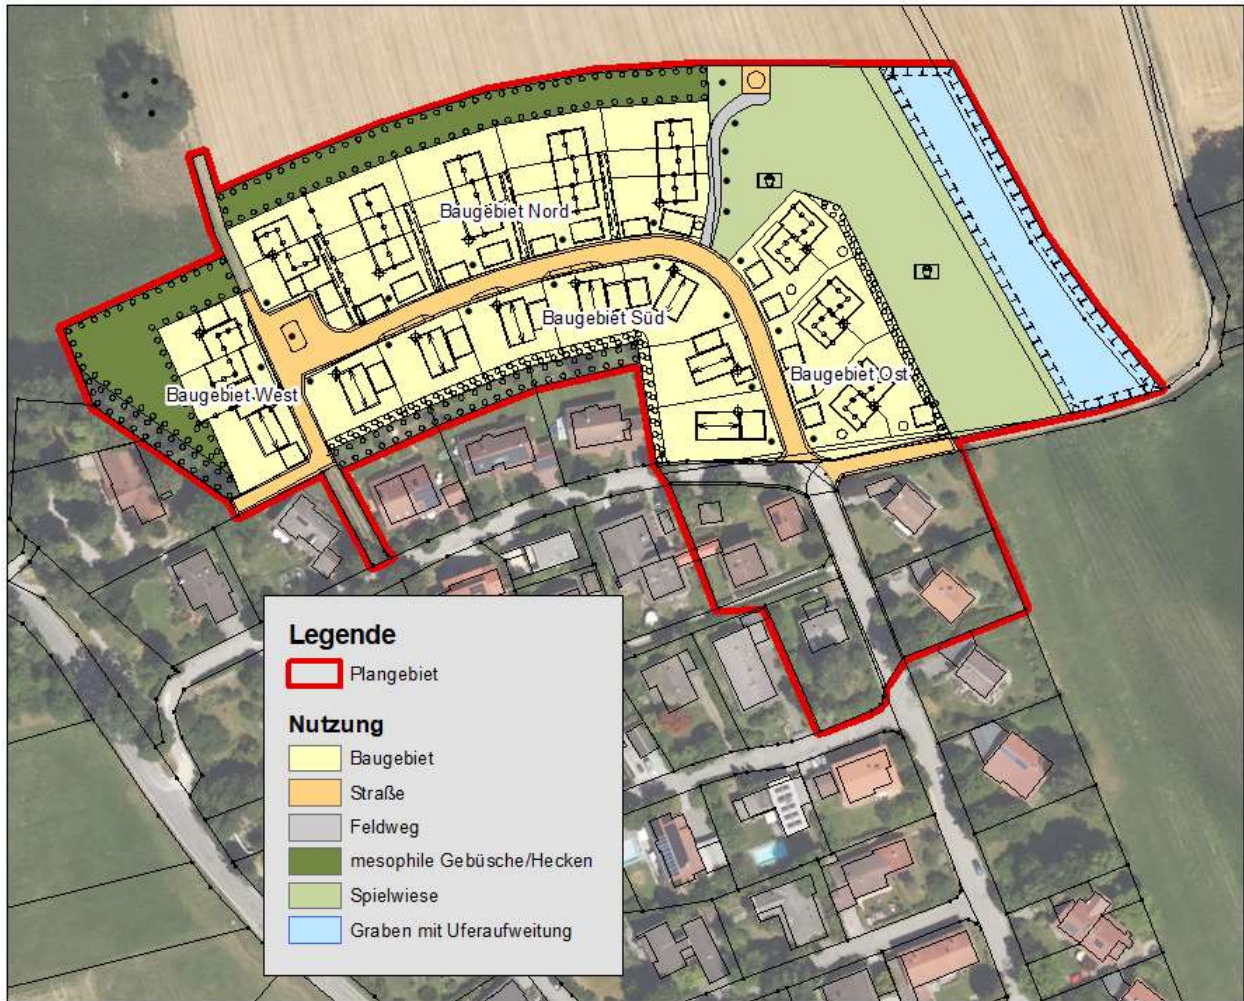 Baugebiet Nord
Baugebiet Süd
Baugebiet West
Baugebiet Ost
Legende
Plangebiet
Nutzung
Baugebiet
Straße
Feldweg
mesophile Gebüsche/Hecken
Spielwiese
Graben mit Uferaufweitung